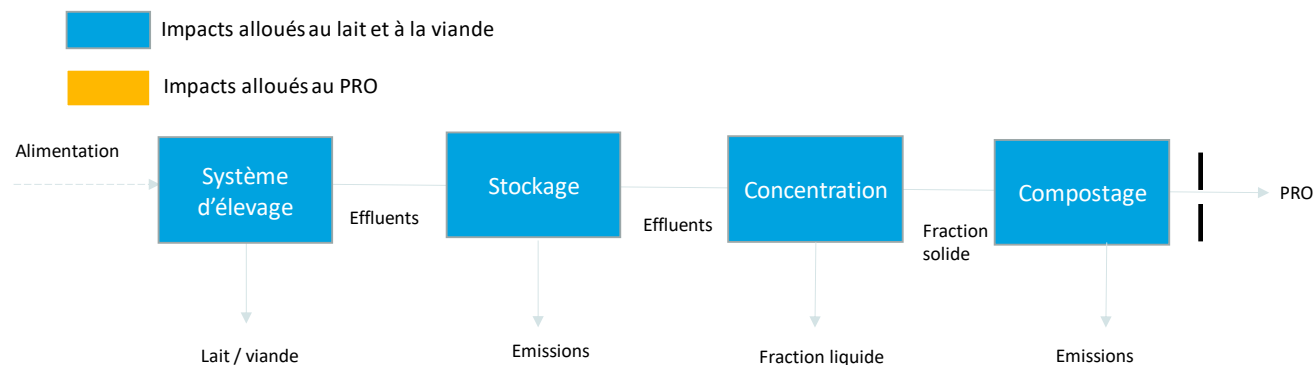 Impacts alloués au lait et à la viande
Impacts alloués au PRO
Alimentation
Système
d'élevage
Effluents
Stockage
Effluents
Concentration
Fraction
solide
Compostage
PRO
Lait / viande
Emissions
Fraction liquide
Emissions